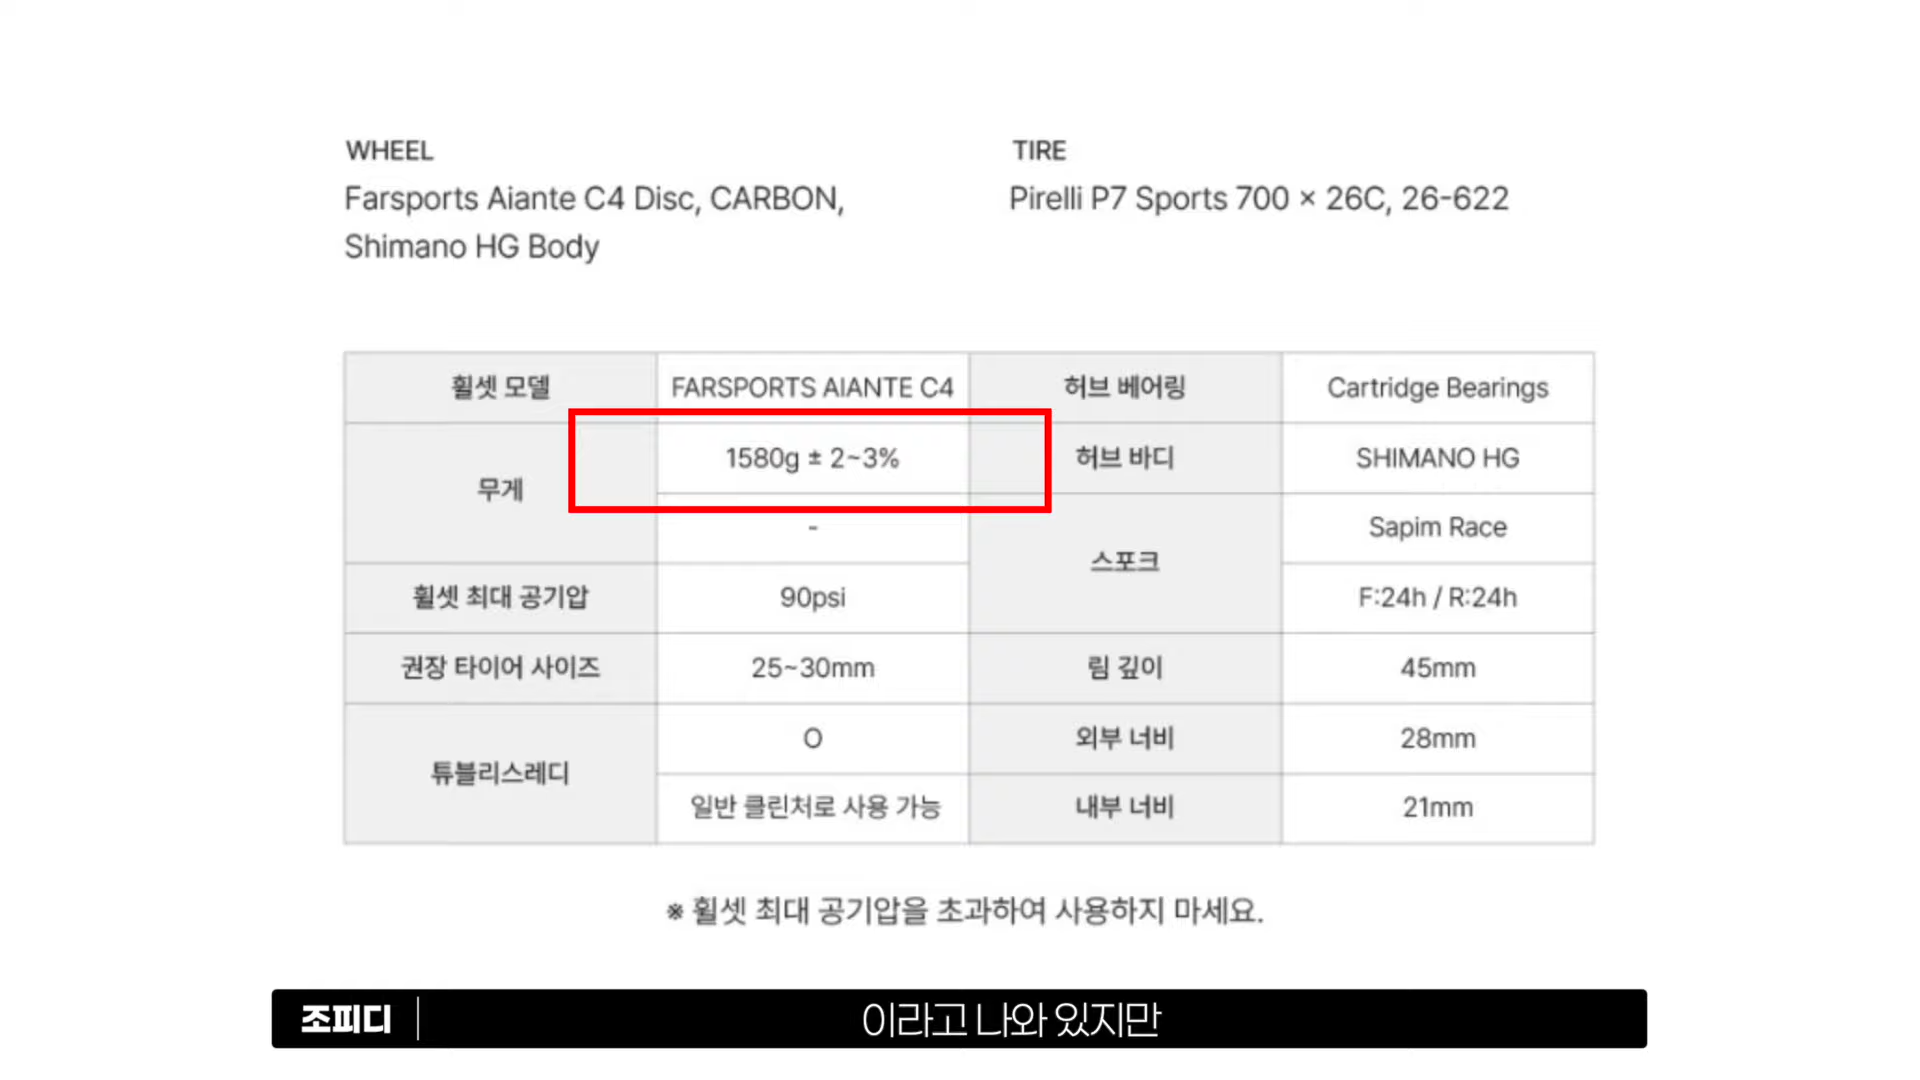 WHEEL
Farsports Aiante C4 Disc, CARBON,
Shimano HG Body
TIRE
Pirelli P7 Sports 700 × 26C, 26-622
휠셋 모델
FARSPORTS AIANTE C4
허브 베어링
Cartridge Bearings
무게
1580g ± 2~3%
허브 바디
SHIMANO HG
-
스포크
Sapim Race
휠셋 최대 공기압
90psi
F:24h / R:24h
권장 타이어 사이즈
25~30mm
림 깊이
45mm
튜블리스레디
O
외부 너비
28mm
일반 클린처로 사용 가능
내부 너비
21mm
※ 휠셋 최대 공기압을 초과하여 사용하지 마세요.
조피디
이라고 나와 있지만